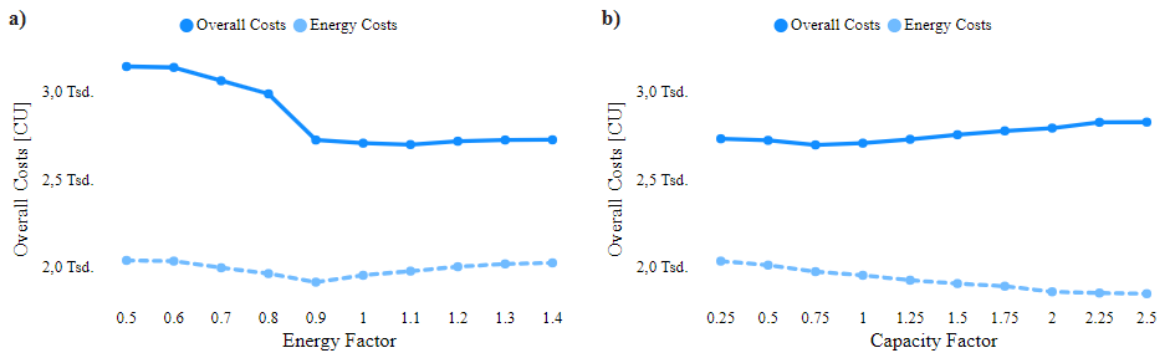 a)
Overall Costs Energy Costs
Overall Costs [CU]
3,0 Tsd.
2,5 Tsd.
2,0 Tsd.
0.5 0.6 0.7 0.8 0.9 1 1.1 1.2 1.3 1.4
Energy Factor
b)
Overall Costs Energy Costs
Overall Costs [CU]
3,0 Tsd.
2,5 Tsd.
2,0 Tsd.
0.25 0.5 0.75 1 1.25 1.5 1.75 2 2.25 2.5
Capacity Factor